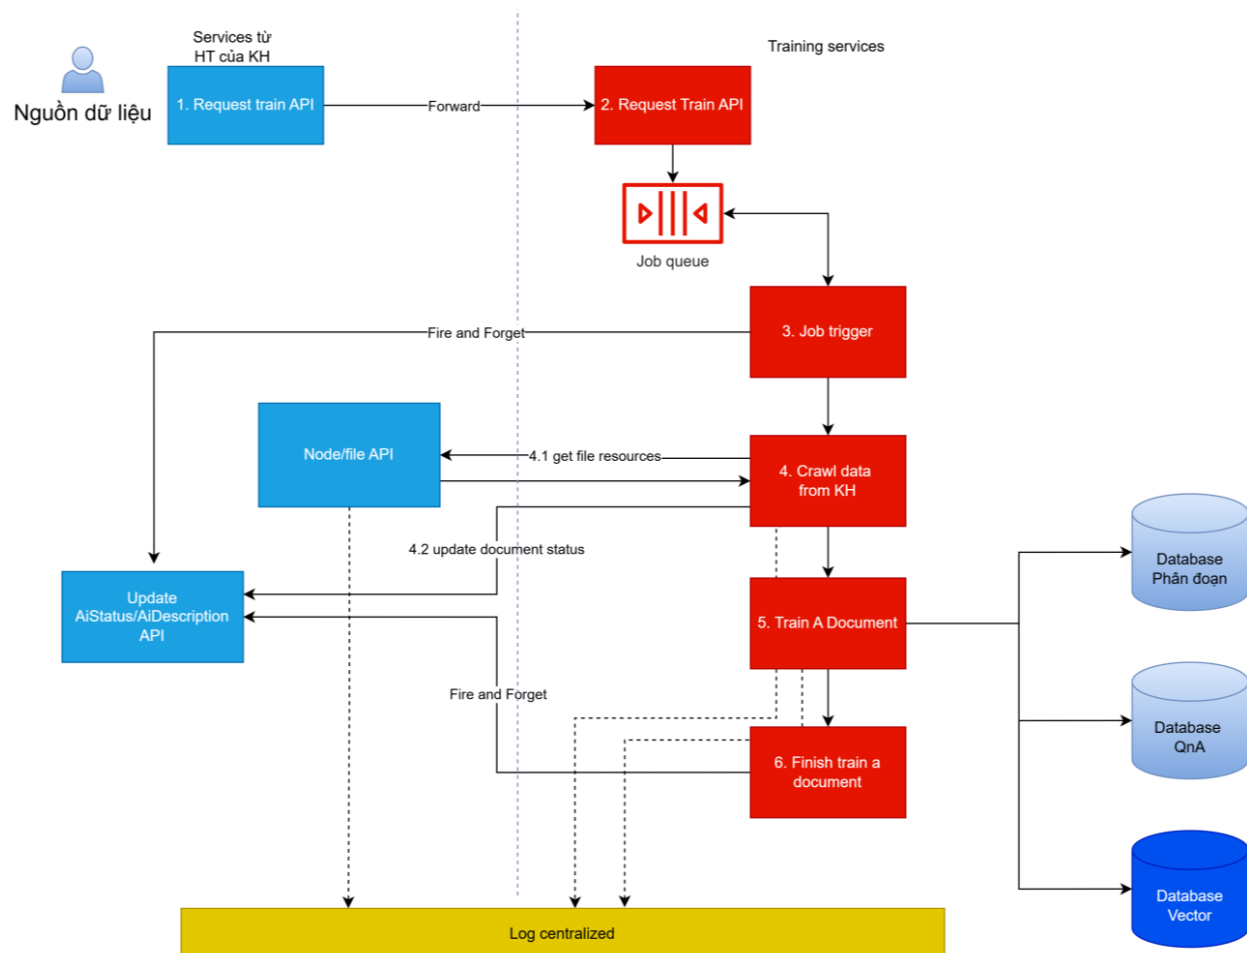 Services từ
HT của KH
Training services
Nguồn dữ liệu
1. Request train API
Forward
2. Request Train API
Job queue
3. Job trigger
Fire and Forget
Node/file API
4.1 get file resources
4. Crawl data
from KH
4.2 update document status
Database
Phân đoạn
Update
AiStatus/AiDescription
API
5. Train A Document
Fire and Forget
Database
QnA
6. Finish train a
document
Database
Vector
Log centralized